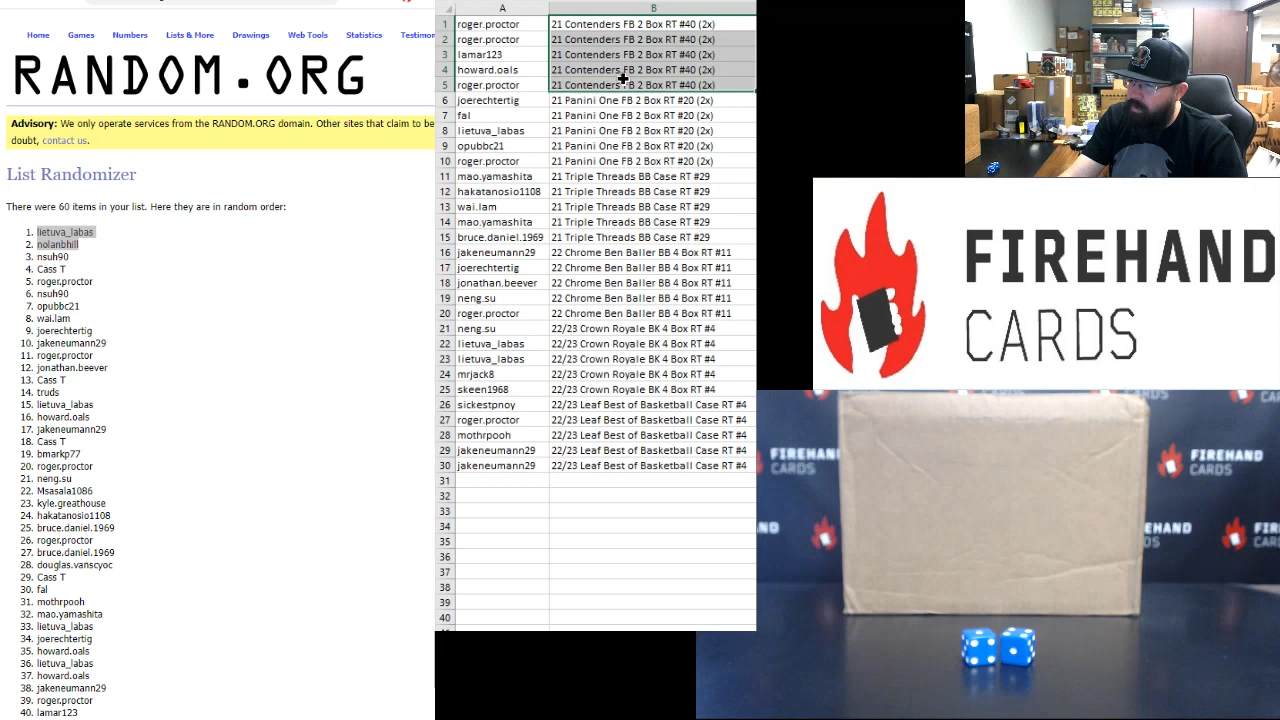 Home Games Numbers Lists & More Drawings Web Tools Statistics Testimon
RANDOM.ORG
Advisory: We only operate services from the RANDOM.ORG domain. Other sites that claim to be
doubt, contact us.
List Randomizer
There were 60 items in your list. Here they are in random order:
1. lietuva_labas
2. nolanbhill
3. nsuh90
4. Cass T
5. roger.proctor
6. nsuh90
7. opubbc21
8. wai.lam
9. joerechtertig
10. jakeneumann29
11. roger.proctor
12. jonathan.beever
13. Cass T
14. truds
15. lietuva_labas
16. howard.oals
17. jakeneumann29
18. Cass T
19. bmarkp77
20. roger.proctor
21. neng.su
22. Msasala1086
23. kyle.greathouse
24. hakatanosio1108
25. bruce.daniel.1969
26. roger.proctor
27. bruce.daniel.1969
28. douglas.vanscyoc
29. Cass T
30. fal
31. mothrpooh
32. mao.yamashita
33. lietuva_labas
34. joerechtertig
35. howard.oals
36. lietuva_labas
37. howard.oals
38. jakeneumann29
39. roger.proctor
40. lamar123
A B
1 roger.proctor 21 Contenders FB 2 Box RT #40 (2x)
2 roger.proctor 21 Contenders FB 2 Box RT #40 (2x)
3 lamar123 21 Contenders FB 2 Box RT #40 (2x)
4 howard.oals 21 Contenders FB 2 Box RT #40 (2x)
5 roger.proctor 21 Contenders FB 2 Box RT #40 (2x)
6 joerechtertig 21 Panini One FB 2 Box RT #20 (2x)
7 fal 21 Panini One FB 2 Box RT #20 (2x)
8 lietuva_labas 21 Panini One FB 2 Box RT #20 (2x)
9 opubbc21 21 Panini One FB 2 Box RT #20 (2x)
10 roger.proctor 21 Panini One FB 2 Box RT #20 (2x)
11 mao.yamashita 21 Triple Threads BB Case RT #29
12 hakatanosio1108 21 Triple Threads BB Case RT #29
13 wai.lam 21 Triple Threads BB Case RT #29
14 mao.yamashita 21 Triple Threads BB Case RT #29
15 bruce.daniel.1969 21 Triple Threads BB Case RT #29
16 jakeneumann29 22 Chrome Ben Baller BB 4 Box RT #11
17 joerechtertig 22 Chrome Ben Baller BB 4 Box RT #11
18 jonathan.beever 22 Chrome Ben Baller BB 4 Box RT #11
19 neng.su 22 Chrome Ben Baller BB 4 Box RT #11
20 roger.proctor 22 Chrome Ben Baller BB 4 Box RT #11
21 neng.su 22/23 Crown Royale BK 4 Box RT #4
22 lietuva_labas 22/23 Crown Royale BK 4 Box RT #4
23 lietuva_labas 22/23 Crown Royale BK 4 Box RT #4
24 mrjack8 22/23 Crown Royale BK 4 Box RT #4
25 skeen1968 22/23 Crown Royale BK 4 Box RT #4
26 sickestpnoy 22/23 Leaf Best of Basketball Case RT #4
27 roger.proctor 22/23 Leaf Best of Basketball Case RT #4
28 mothrpooh 22/23 Leaf Best of Basketball Case RT #4
29 jakeneumann29 22/23 Leaf Best of Basketball Case RT #4
30 jakeneumann29 22/23 Leaf Best of Basketball Case RT #4
31
32
33
34
35
36
37
38
39
40
FIREHAND
CARDS
FIREHAND
CARDS
HAND
DS
EHAND
RDS
FIRE
CAR